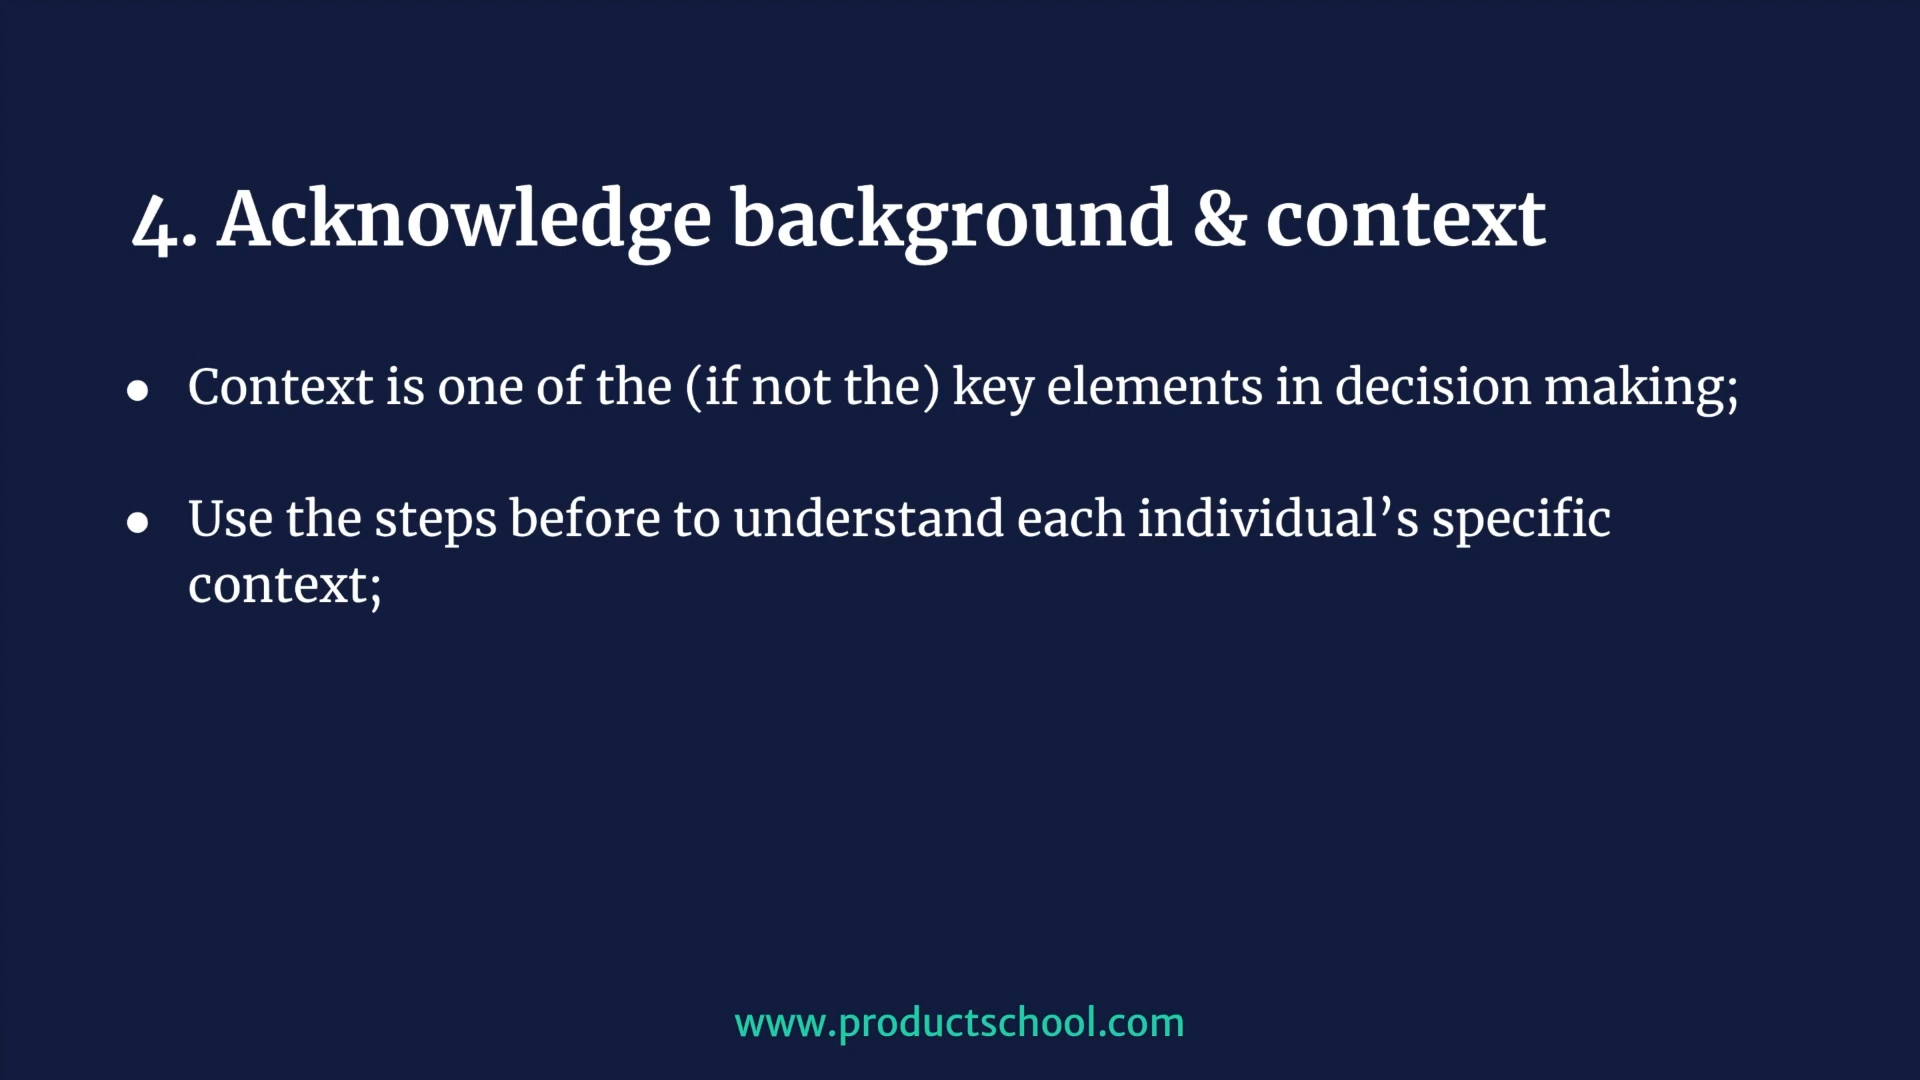 4. Acknowledge background & context
● Context is one of the (if not the) key elements in decision making;
● Use the steps before to understand each individual’s specific
context;
www.productschool.com